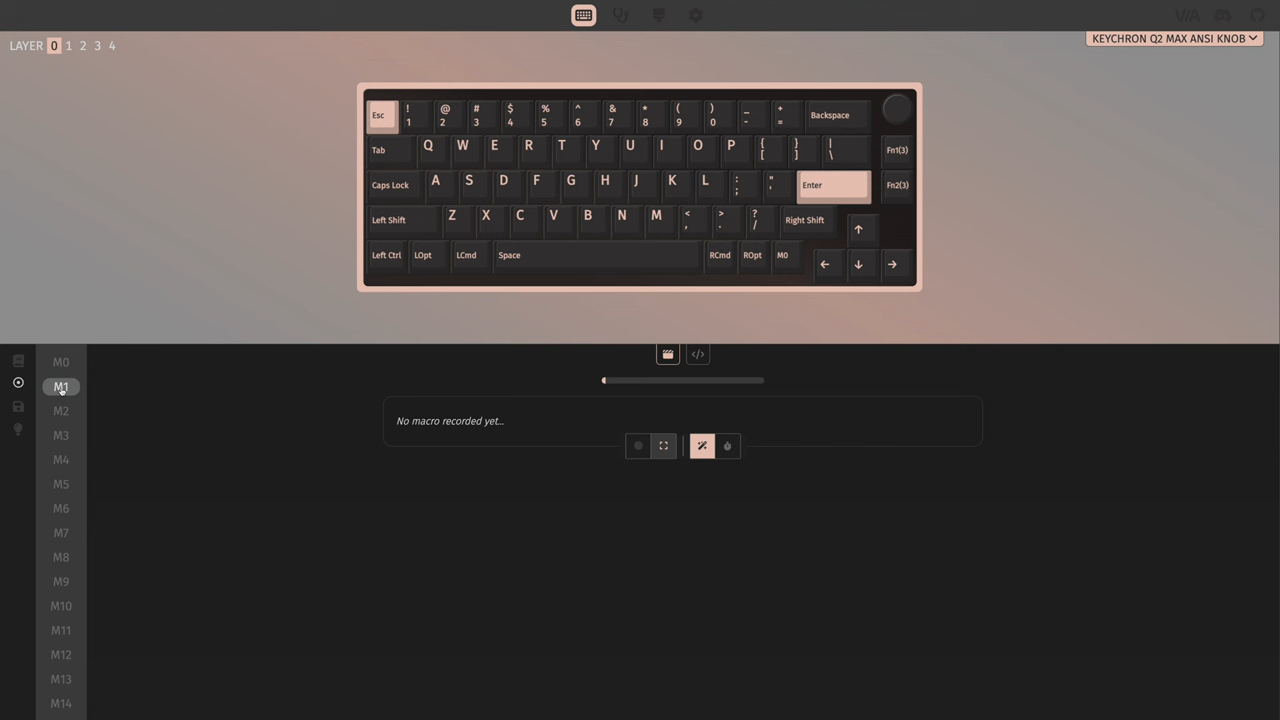 VIA
LAYER 0 1 2 3 4
KEYCHRON Q2 MAX ANSI KNOB
Esc ! 1 @ 2 # 3 $ 4 % 5 ^ 6 & 7 * 8 ( 9 ) 0 _ - + = Backspace
Tab Q W E R T Y U I O P { [ } ] | \ Fn1(3)
Caps Lock A S D F G H J K L : ; " ' Enter Fn2(3)
Left Shift Z X C V B N M < , > . ? / Right Shift ↑
Left Ctrl LOpt LCmd Space RCmd ROpt M0 ← ↓ →
M0
M1
M2
M3
M4
M5
M6
M7
M8
M9
M10
M11
M12
M13
M14
</>
No macro recorded yet...